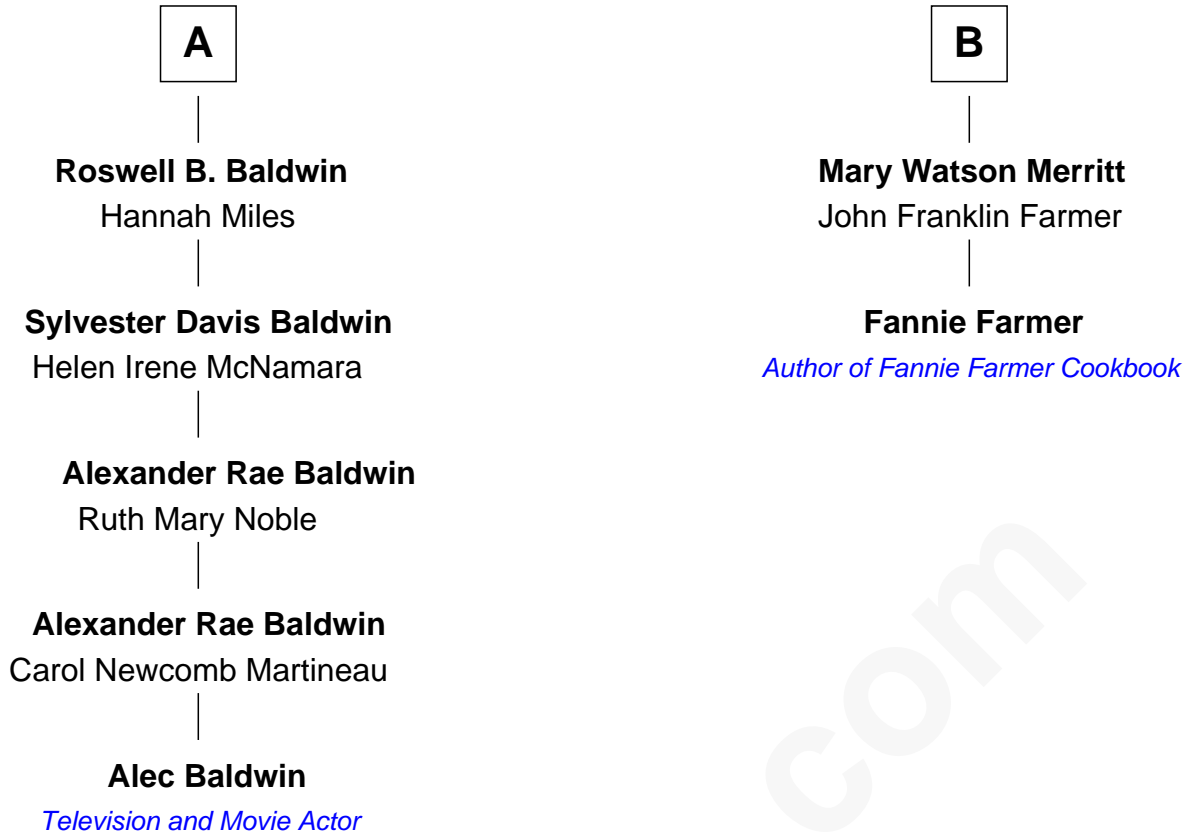 A
Roswell B. Baldwin
Hannah Miles
Sylvester Davis Baldwin
Helen Irene McNamara
Alexander Rae Baldwin
Ruth Mary Noble
Alexander Rae Baldwin
Carol Newcomb Martineau
Alec Baldwin
Television and Movie Actor
B
Mary Watson Merritt
John Franklin Farmer
Fannie Farmer
Author of Fannie Farmer Cookbook
com